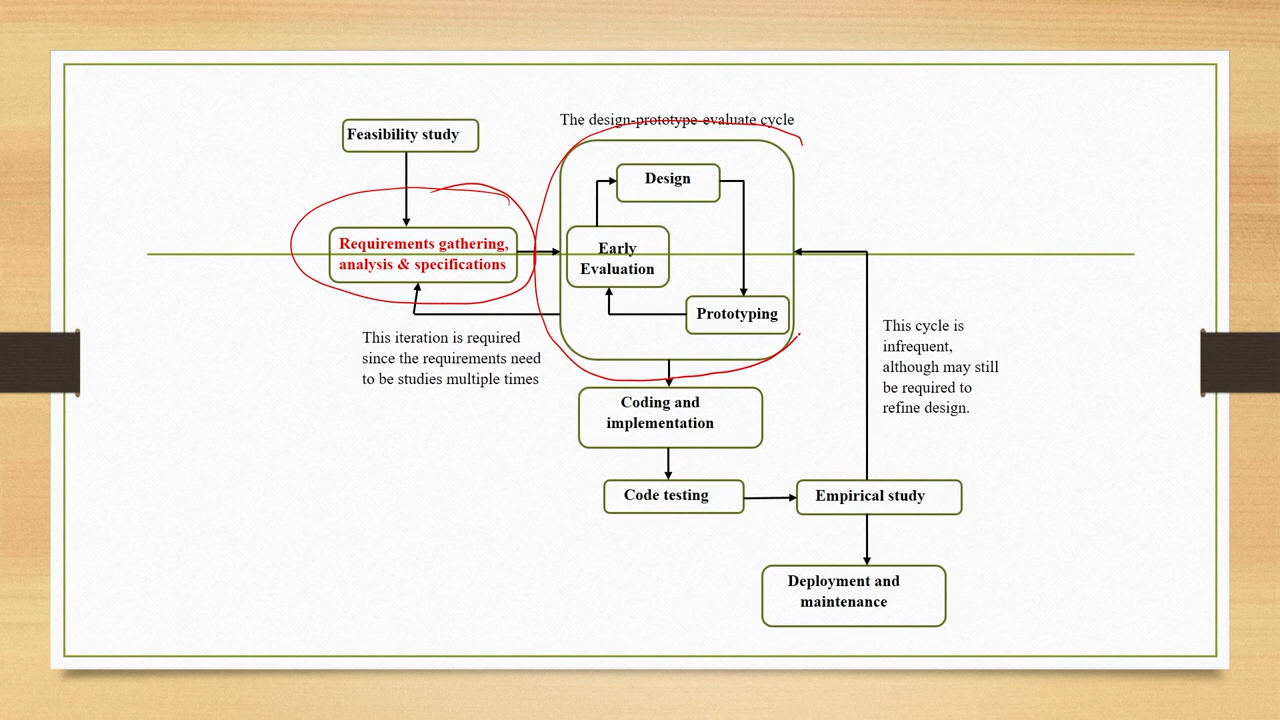 The design-prototype-evaluate cycle
Feasibility study
Design
Requirements gathering,
analysis & specifications
Early
Evaluation
Prototyping
This iteration is required
since the requirements need
to be studies multiple times
This cycle is
infrequent,
although may still
be required to
refine design.
Coding and
implementation
Code testing
Empirical study
Deployment and
maintenance